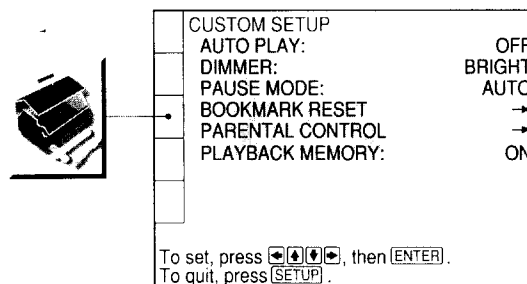 CUSTOM SETUP
AUTO PLAY: OFF
DIMMER: BRIGHT
PAUSE MODE: AUTO
BOOKMARK RESET →
PARENTAL CONTROL →
PLAYBACK MEMORY: ON
To set, press ←↑↓→, then ENTER.
To quit, press SETUP.